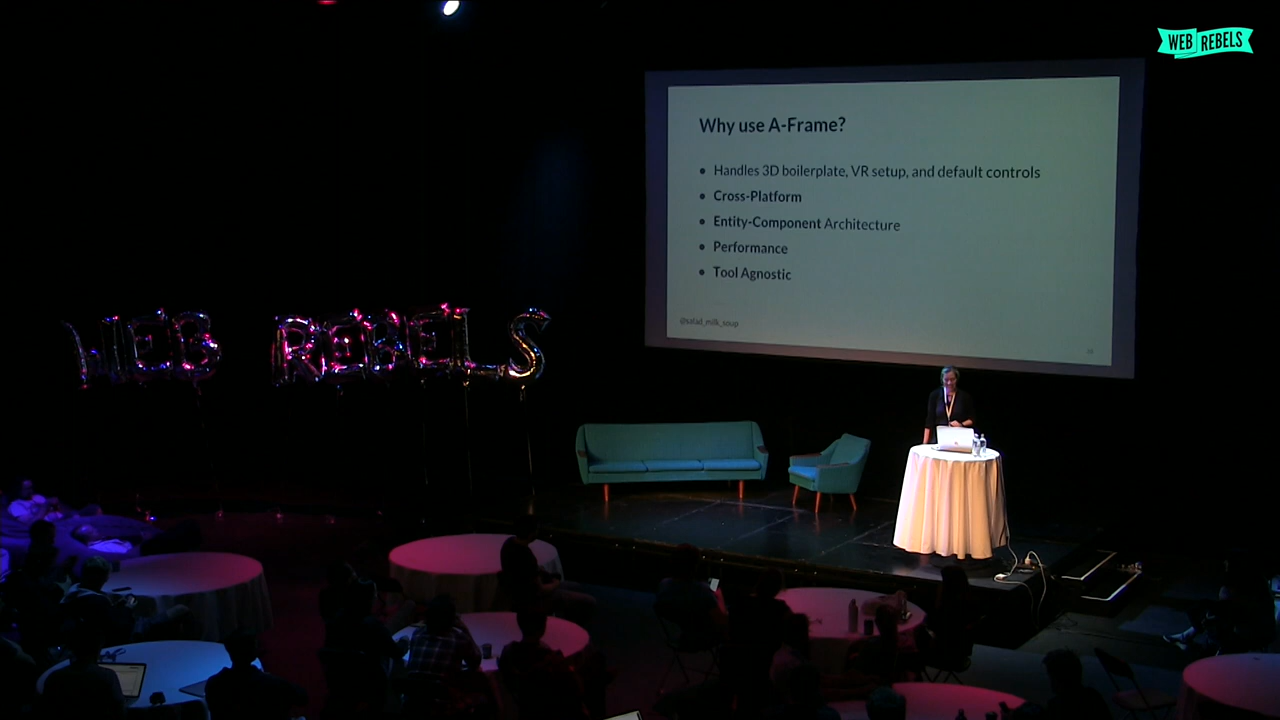 WEB REBELS
Why use A-Frame?
• Handles 3D boilerplate, VR setup, and default controls
• Cross-Platform
• Entity-Component Architecture
• Performance
• Tool Agnostic
@salad_milk_soup
WEB REBELS